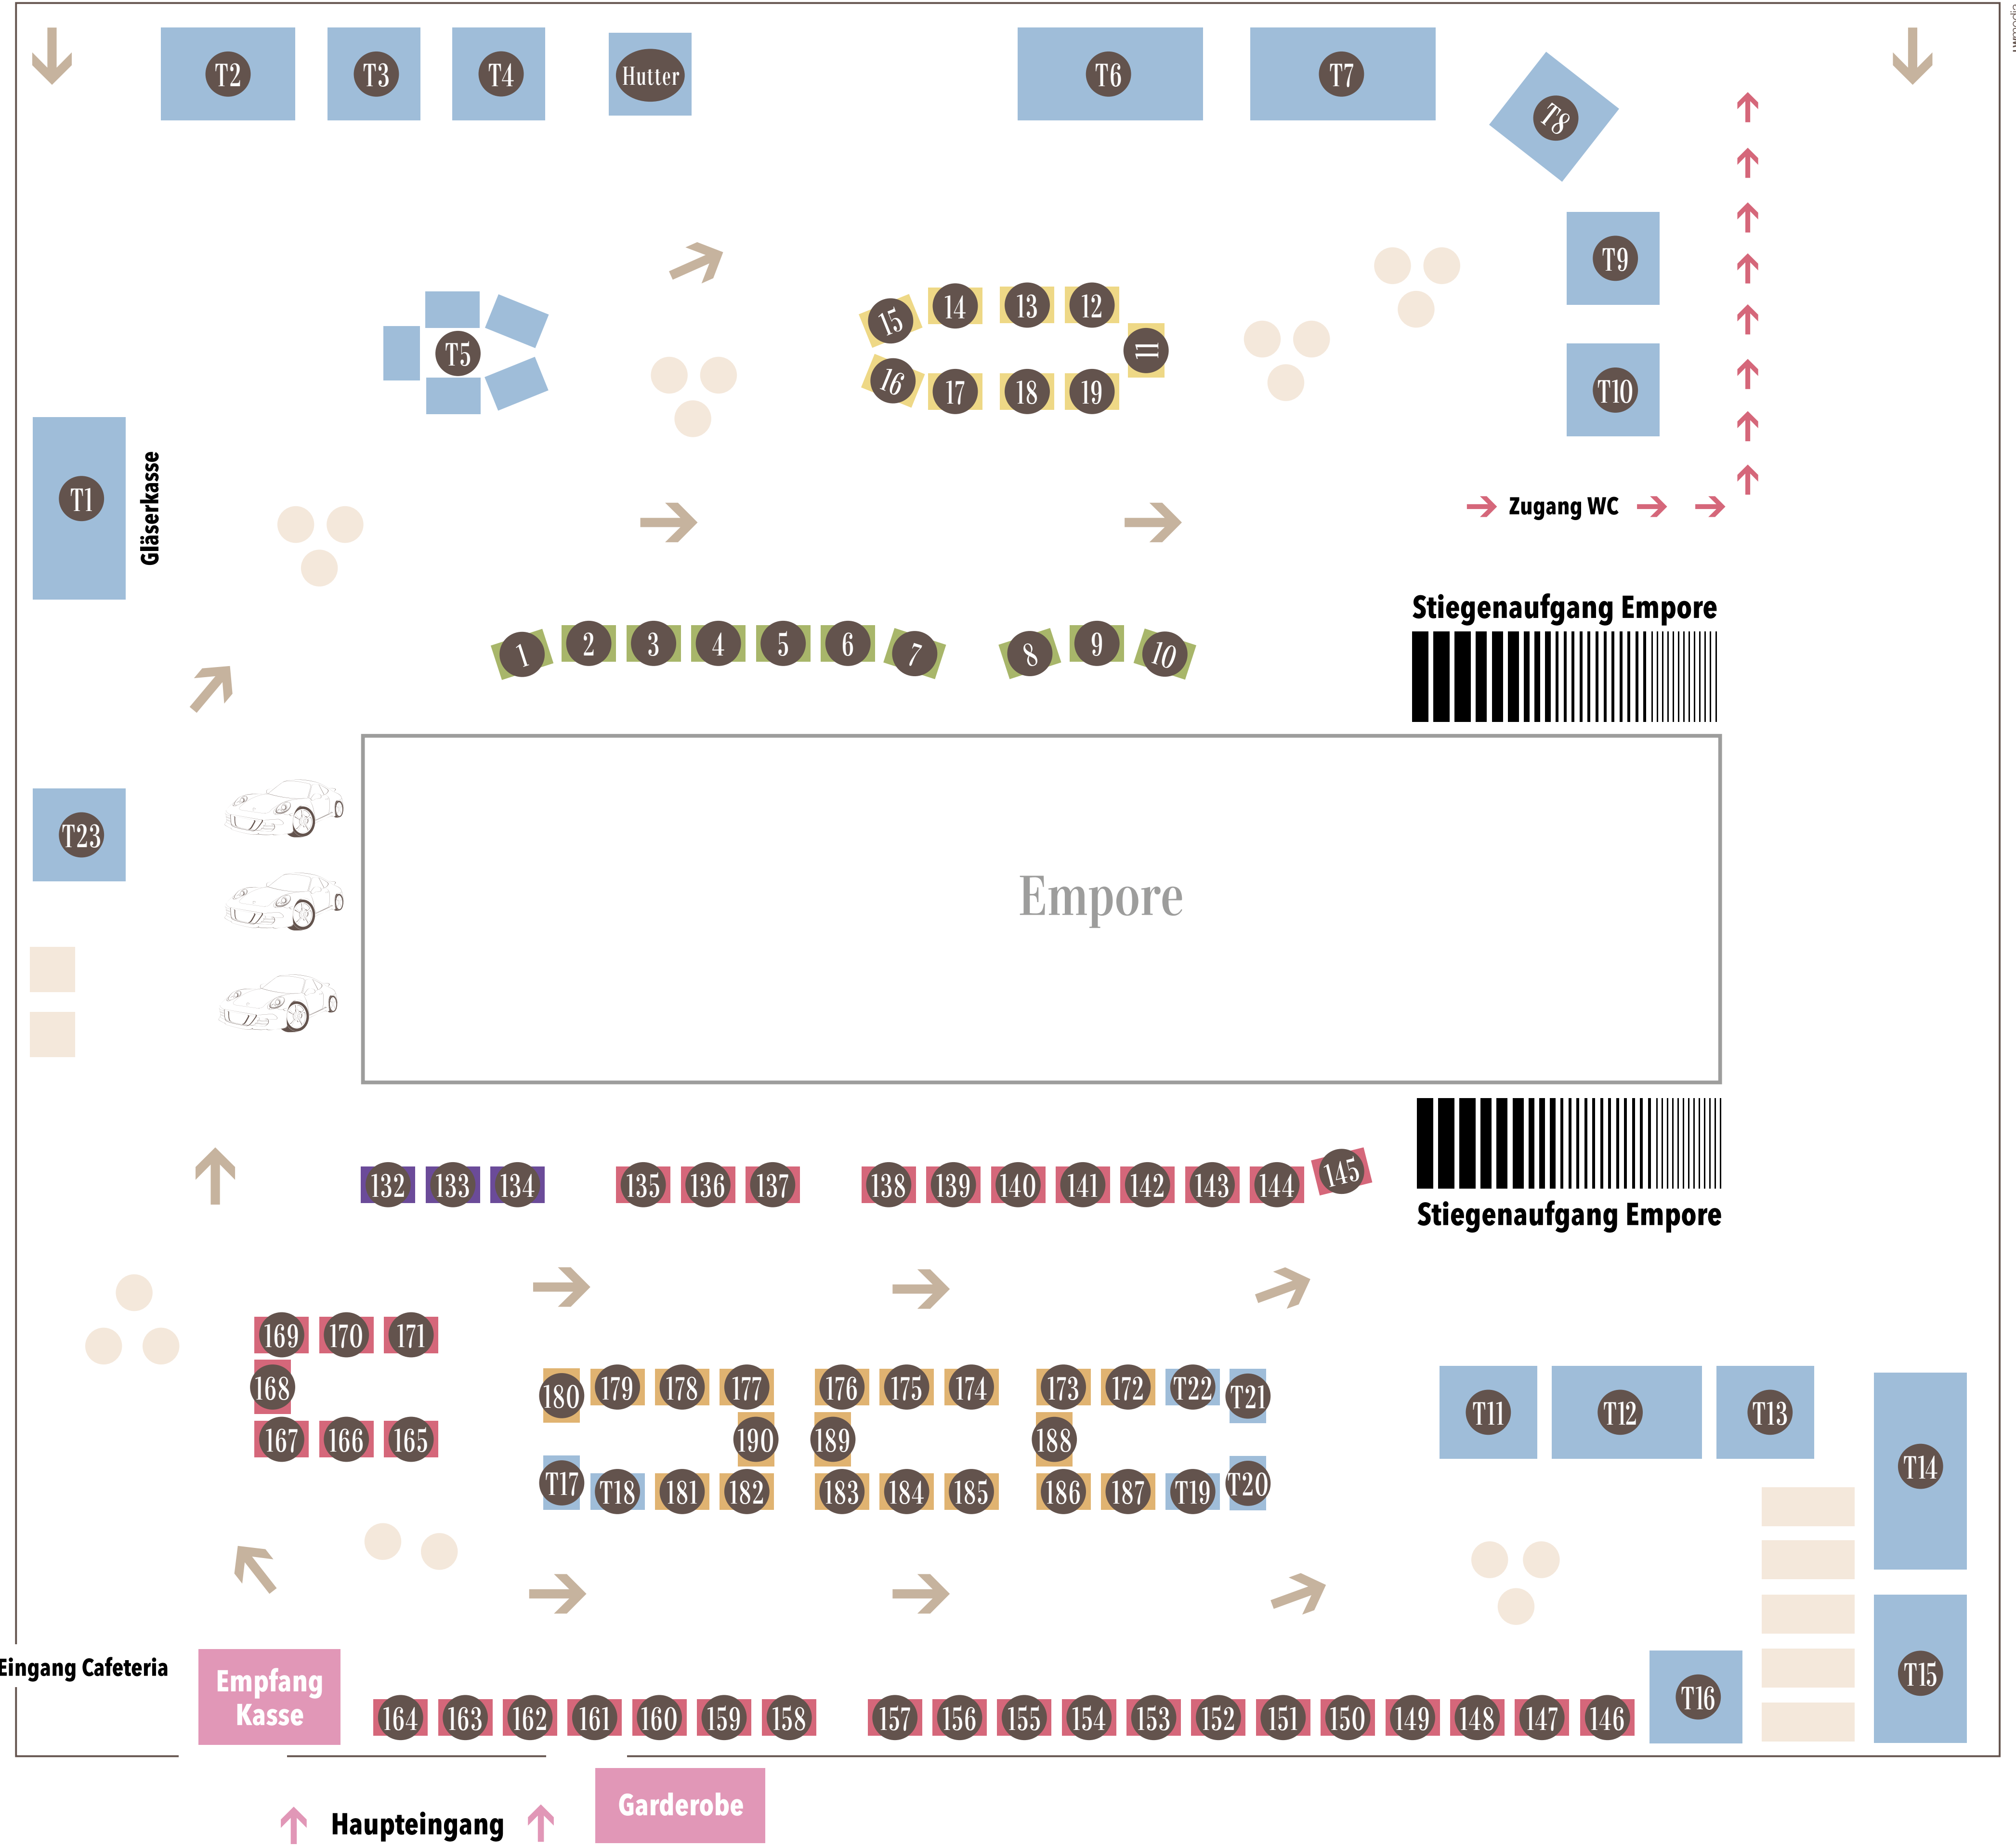 T2 T3 T4 Hutter T6 T7
T8
T9
T5
15 14 13 12
11
16 17 18 19
T10
T1
Gläserkasse
Zugang WC
Stiegenaufgang Empore
1 2 3 4 5 6 7 8 9 10
T23
Empore
132 133 134 135 136 137 138 139 140 141 142 143 144 145
Stiegenaufgang Empore
169 170 171
168
167 166 165
180 179 178 177 176 175 174 173 172 T22 T21
190 189 188
T17 T18 181 182 183 184 185 186 187 T19 T20
T11 T12 T13
T14
T15
T16
Eingang Cafeteria
Empfang
Kasse
164 163 162 161 160 159 158 157 156 155 154 153 152 151 150 149 148 147 146
Garderobe
Haupteingang